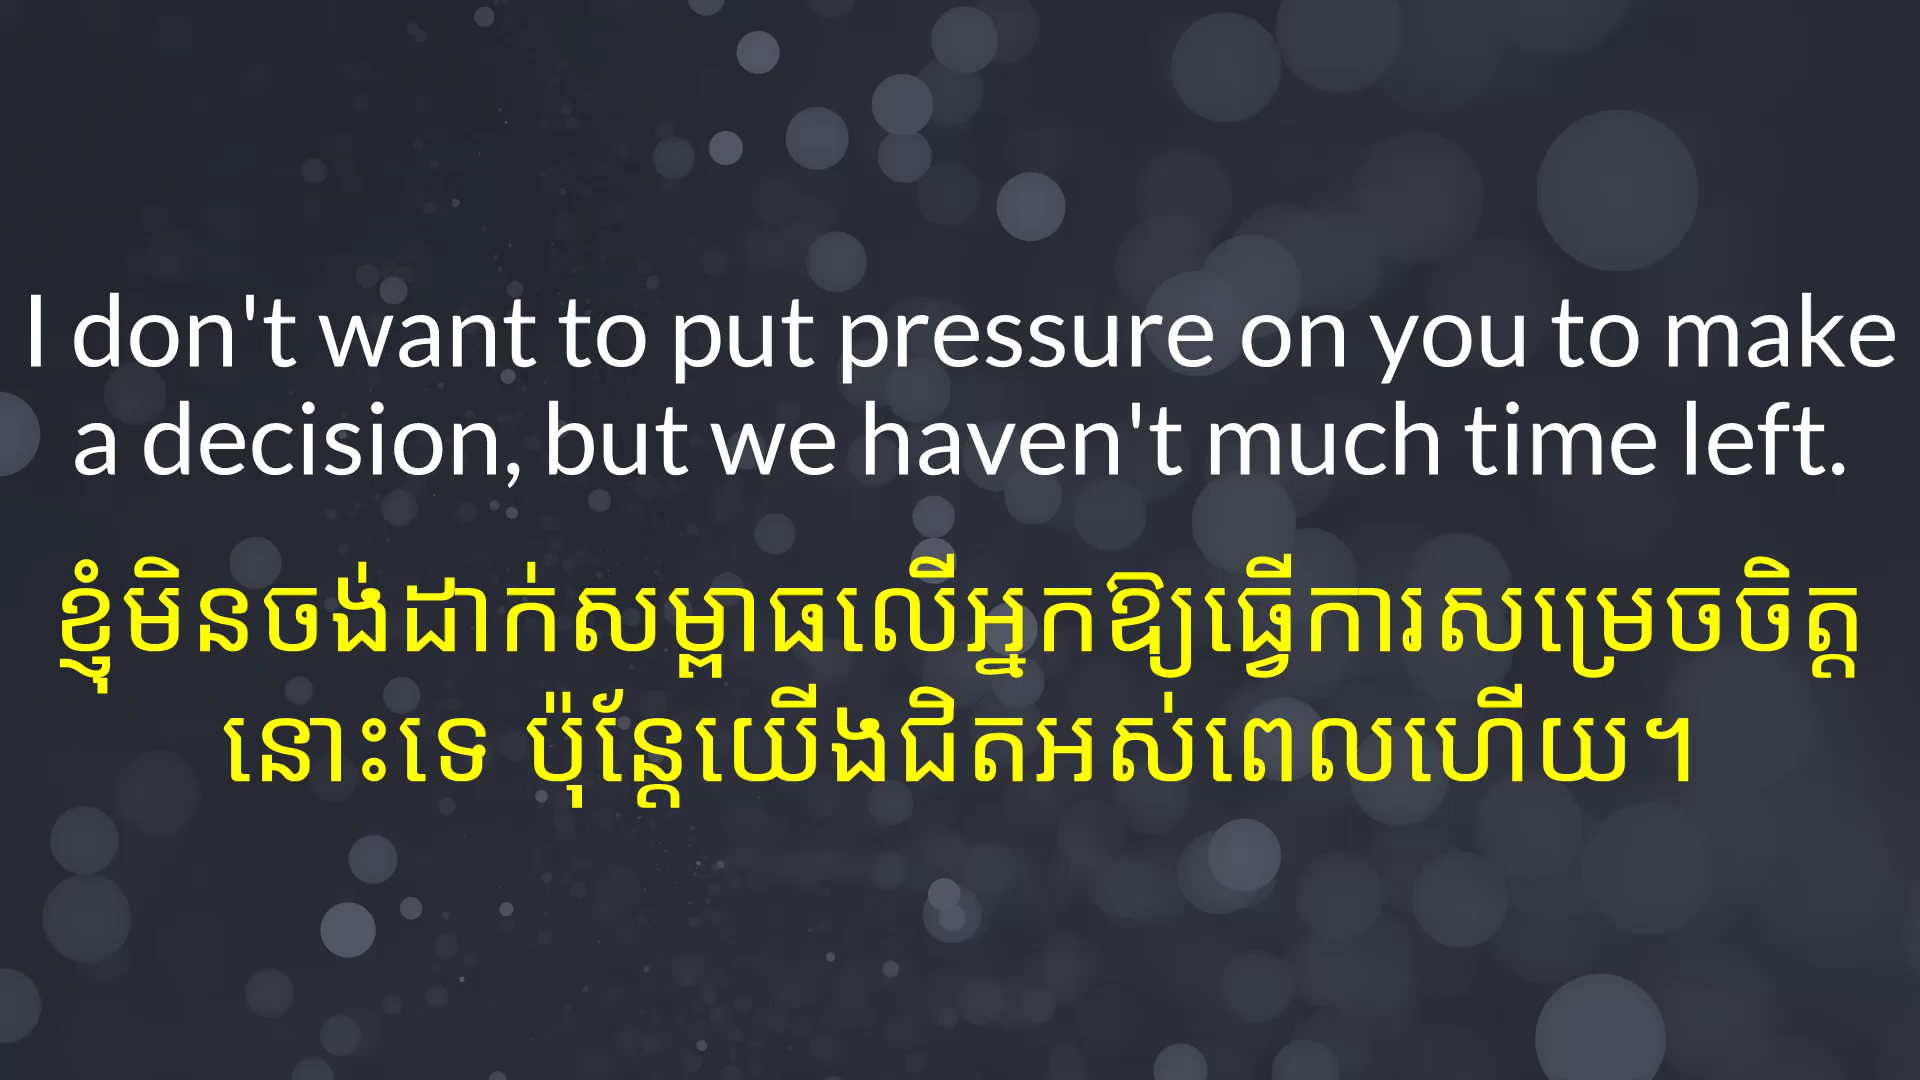 I don't want to put pressure on you to make
a decision, but we haven't much time left.
ខ្ញុំមិនចង់ដាក់សម្ពាធលើអ្នកឱ្យធ្វើការសម្រេចចិត្ត
នោះទេ ប៉ុន្តែយើងជិតអស់ពេលហើយ។